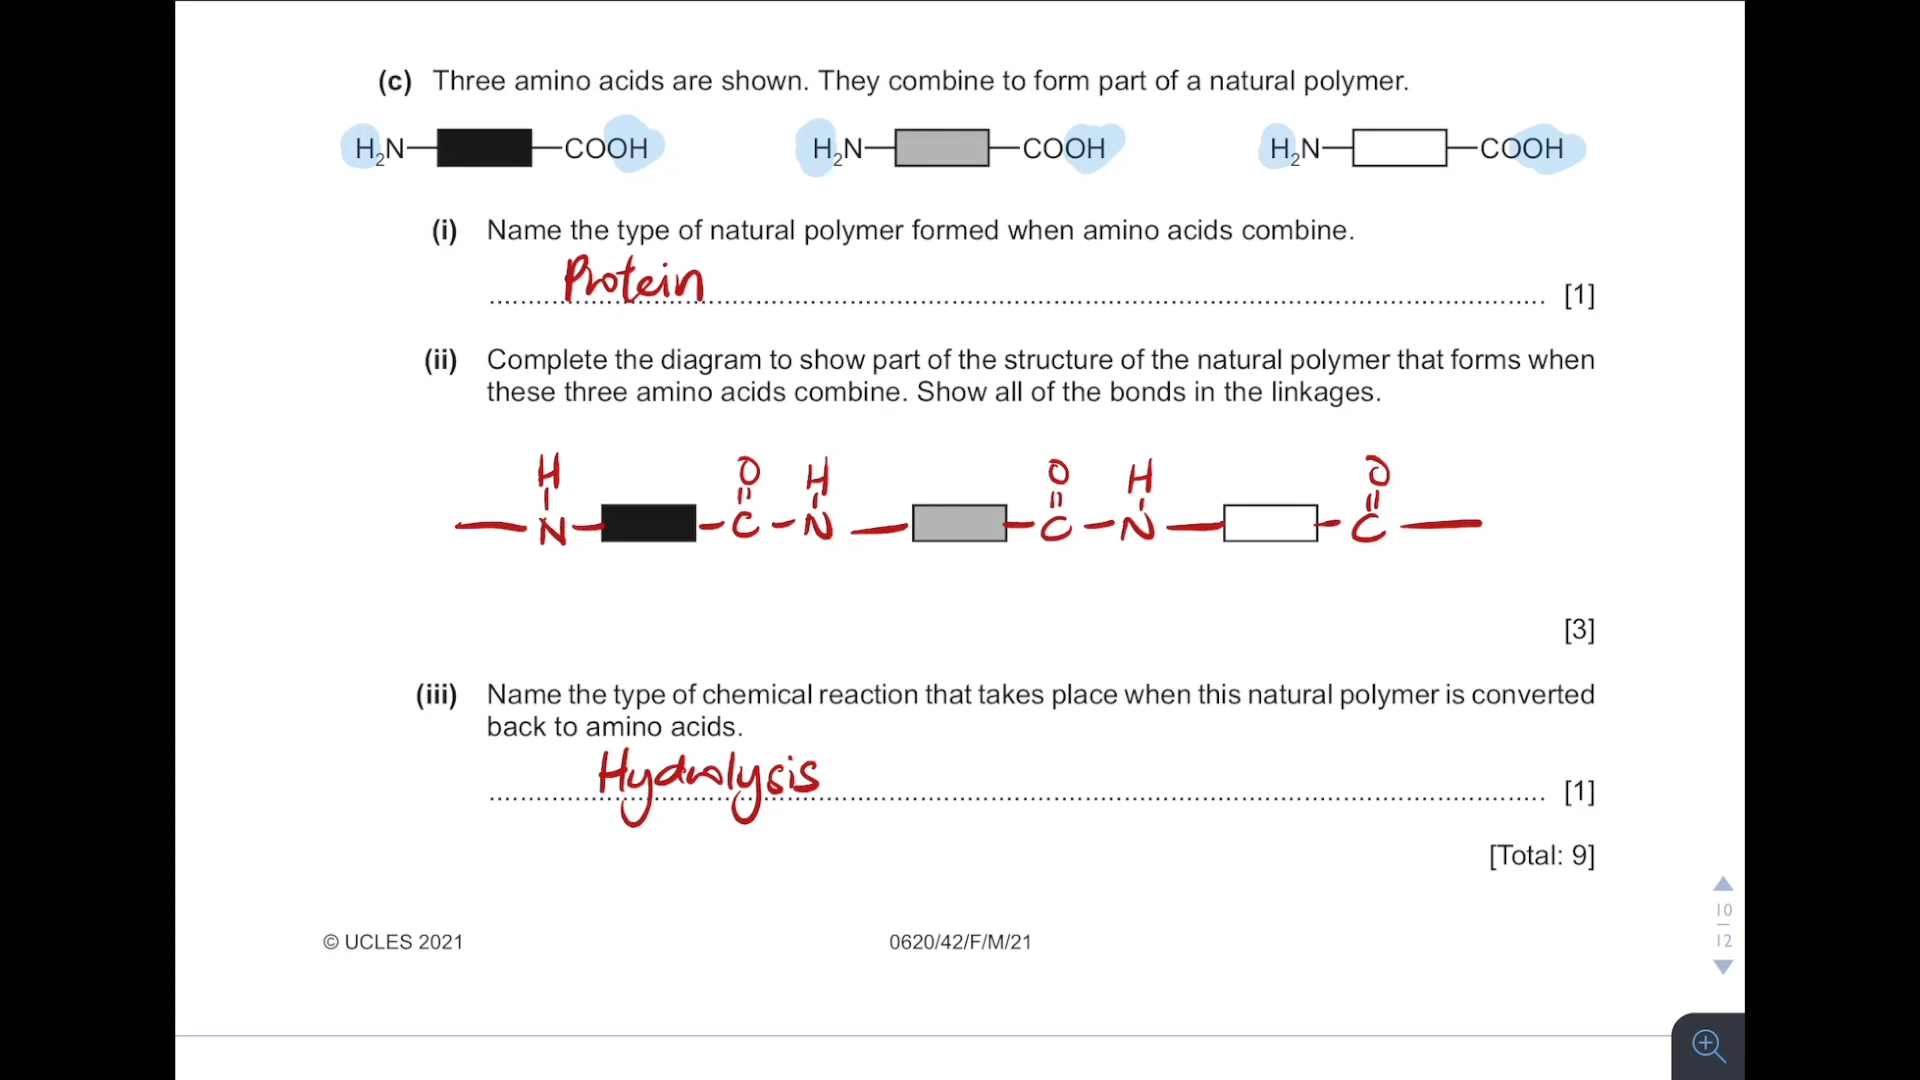 (c) Three amino acids are shown. They combine to form part of a natural polymer.
H₂N COOH H₂N COOH H₂N COOH
(i) Name the type of natural polymer formed when amino acids combine.
Protein
[1]
(ii) Complete the diagram to show part of the structure of the natural polymer that forms when
these three amino acids combine. Show all of the bonds in the linkages.
H O H O H O
N C N C N C
[3]
(iii) Name the type of chemical reaction that takes place when this natural polymer is converted
back to amino acids.
Hydrolysis
[1]
[Total: 9]
10
12
© UCLES 2021 0620/42/F/M/21